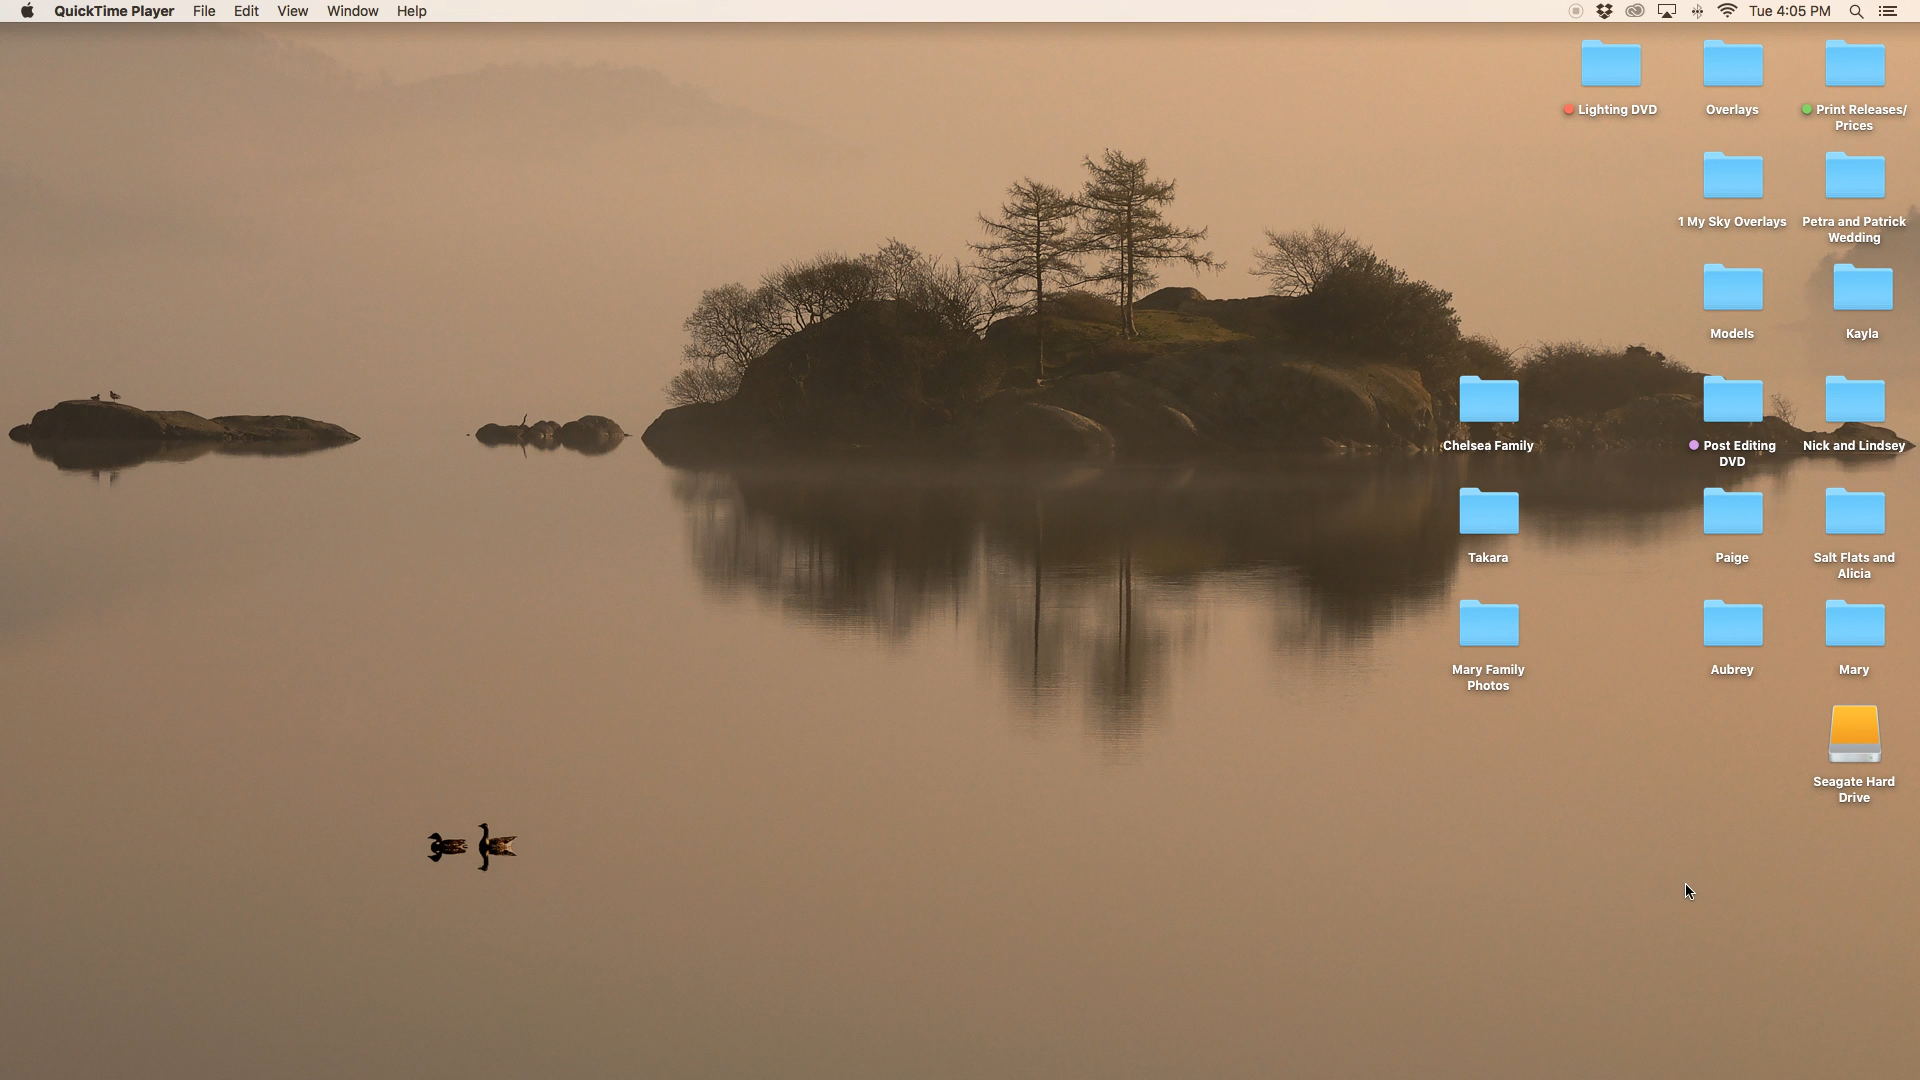 QuickTime Player File Edit View Window Help Tue 4:05 PM
Lighting DVD
Overlays
Print Releases/
Prices
1 My Sky Overlays
Petra and Patrick
Wedding
Models
Kayla
Chelsea Family
Post Editing
DVD
Nick and Lindsey
Takara
Paige
Salt Flats and
Alicia
Mary Family
Photos
Aubrey
Mary
Seagate Hard
Drive